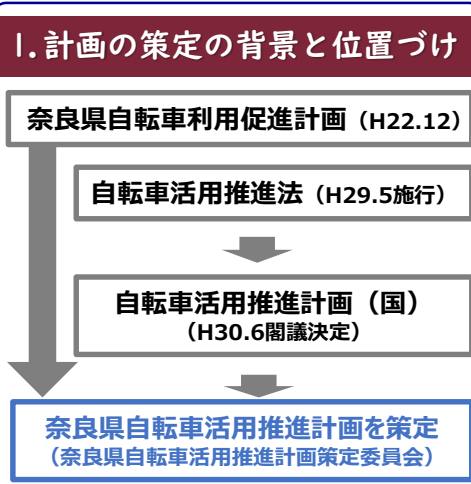 1.計画の策定の背景と位置づけ
奈良県自転車利用促進計画（H22.12）
自転車活用推進法（H29.5施行）
自転車活用推進計画（国）
（H30.6閣議決定）
奈良県自転車活用推進計画を策定
（奈良県自転車活用推進計画策定委員会）